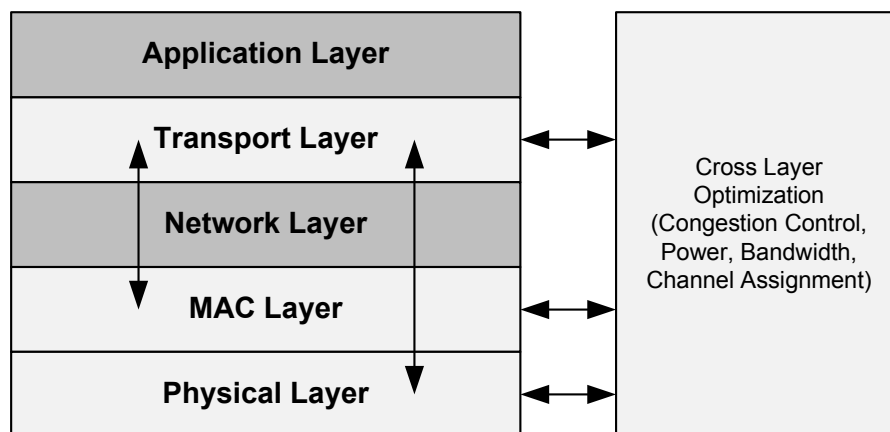 Application Layer
Transport Layer
Network Layer
MAC Layer
Physical Layer
Cross Layer
Optimization
(Congestion Control,
Power, Bandwidth,
Channel Assignment)